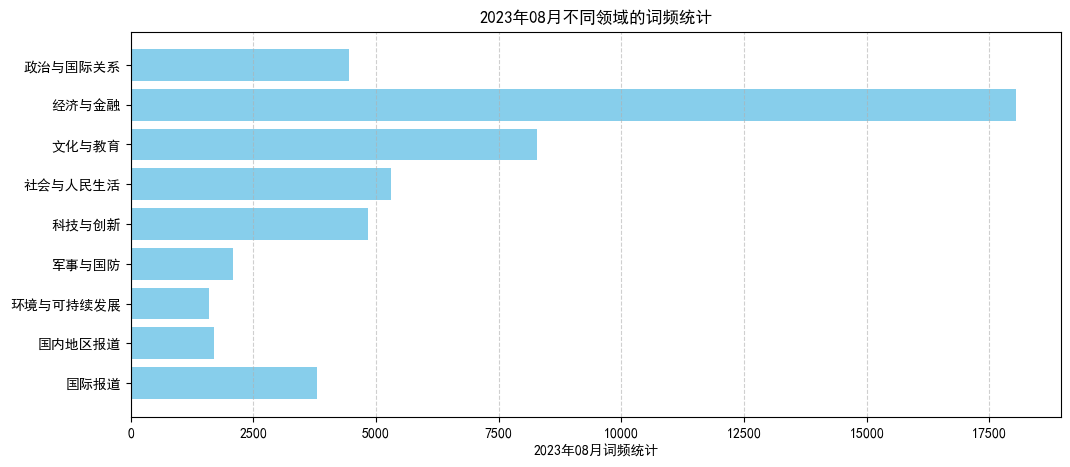 2023年08月不同领域的词频统计
政治与国际关系
经济与金融
文化与教育
社会与人民生活
科技与创新
军事与国防
环境与可持续发展
国内地区报道
国际报道
0 2500 5000 7500 10000 12500 15000 17500
2023年08月词频统计